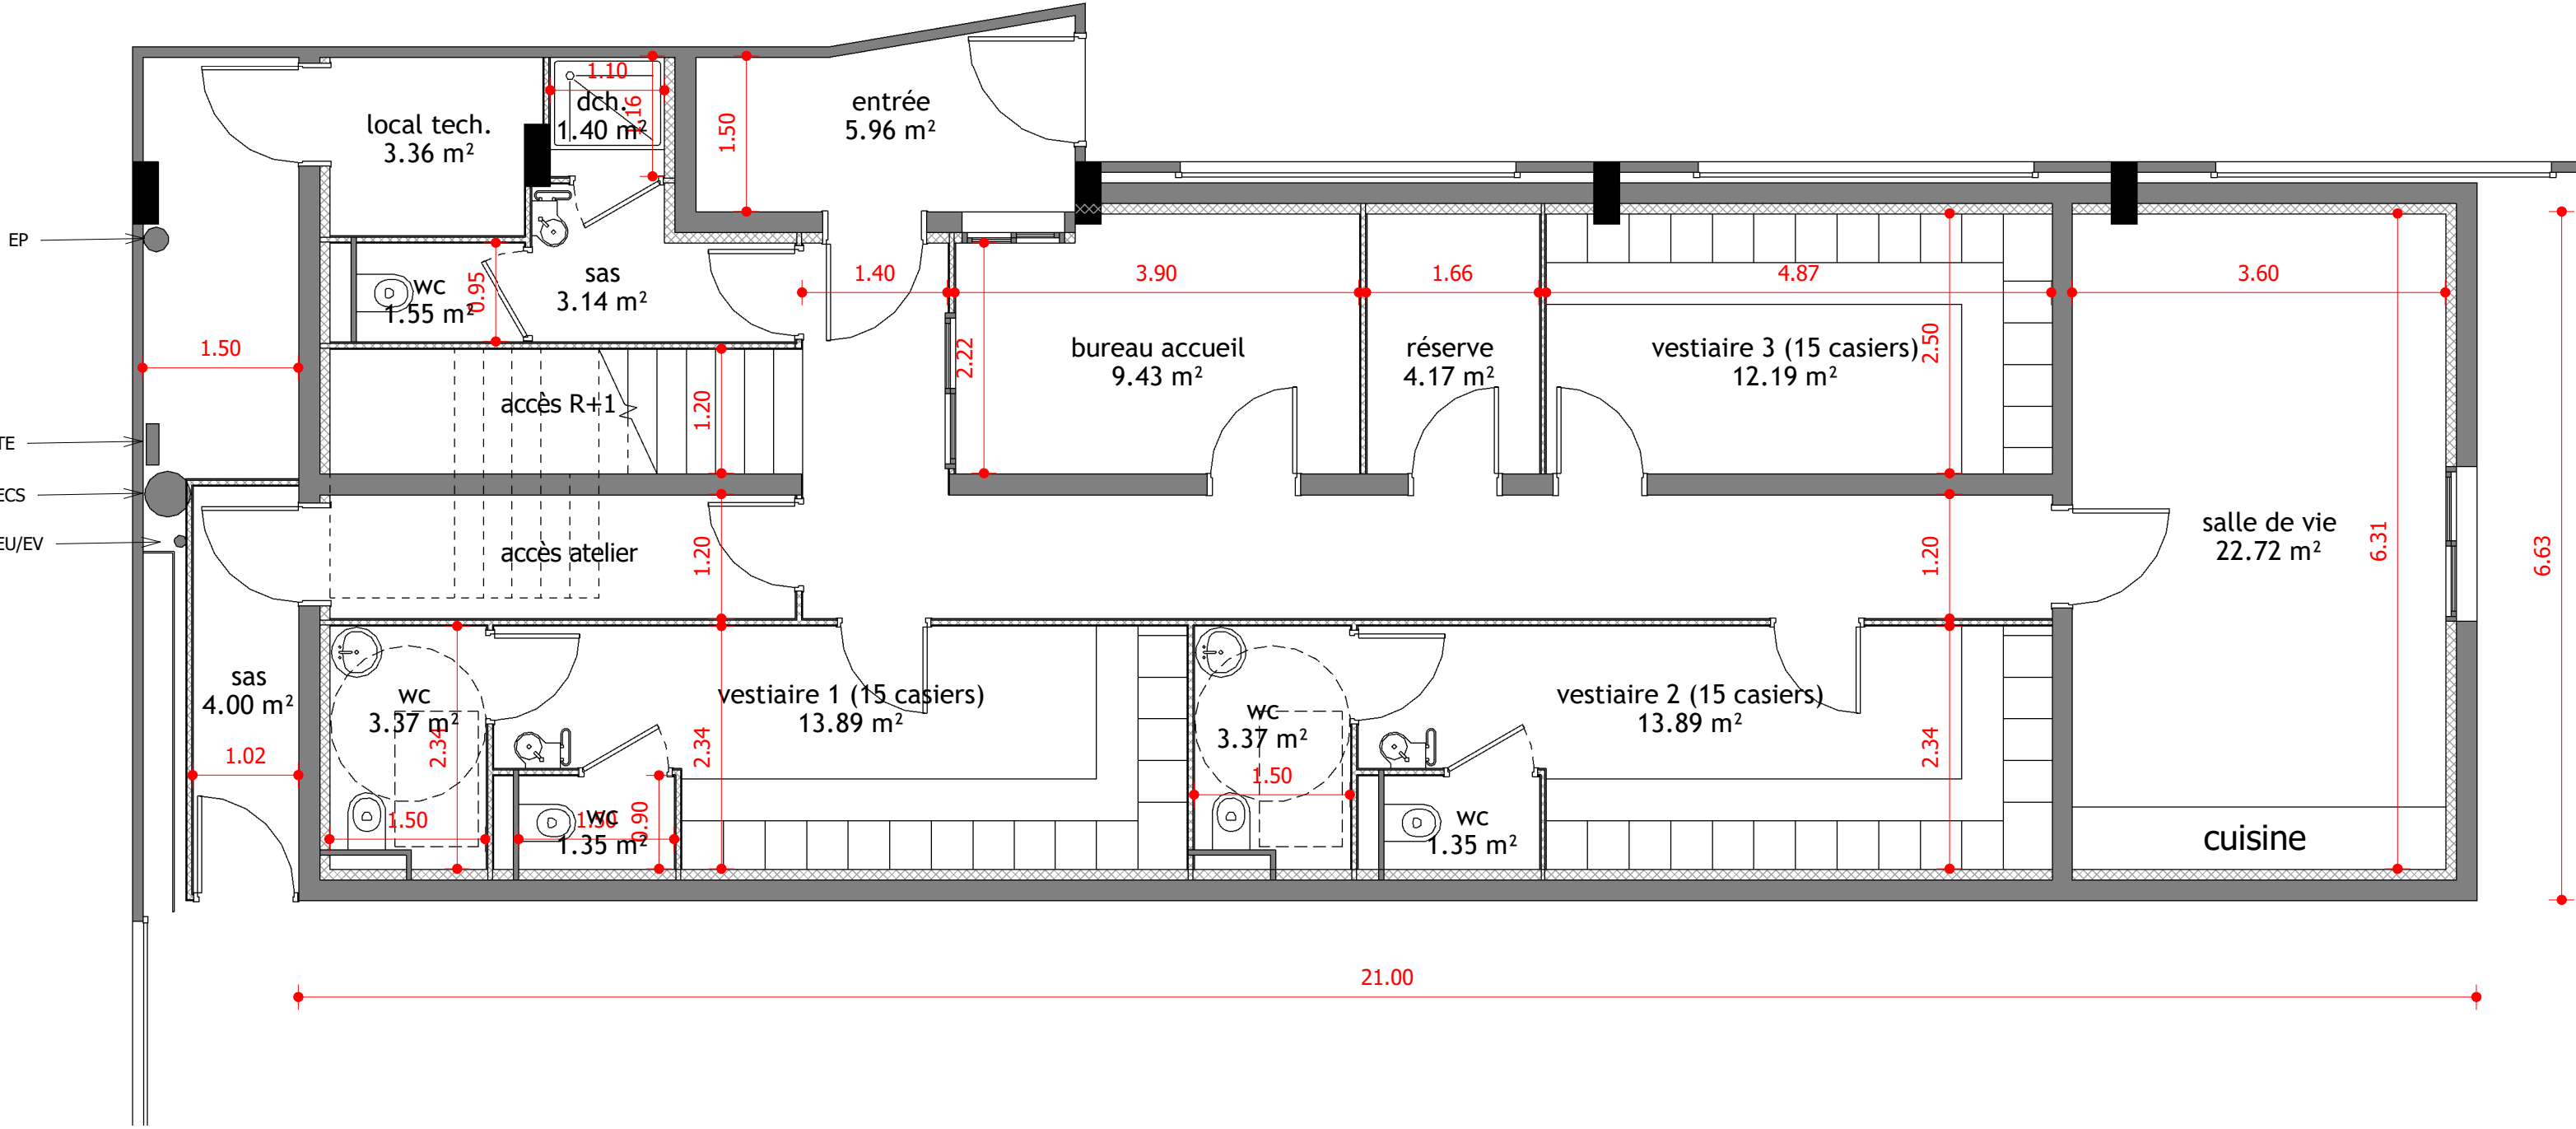 1.10
dch.
1.40 m²
1.16
local tech.
3.36 m²
1.50
entrée
5.96 m²
EP
wc
1.55 m²
0.95
sas
3.14 m²
1.40
3.90
1.66
4.87
3.60
1.50
accès R+1
1.20
2.22
bureau accueil
9.43 m²
réserve
4.17 m²
vestiaire 3 (15 casiers)
12.19 m²
2.50
TE
ECS
EU/EV
accès atelier
1.20
1.20
salle de vie
22.72 m²
6.31
6.63
sas
4.00 m²
1.02
wc
3.37 m²
2.34
1.50
vestiaire 1 (15 casiers)
13.89 m²
2.34
wc
1.35 m²
1.50
0.90
wc
3.37 m²
1.50
vestiaire 2 (15 casiers)
13.89 m²
2.34
wc
1.35 m²
cuisine
21.00